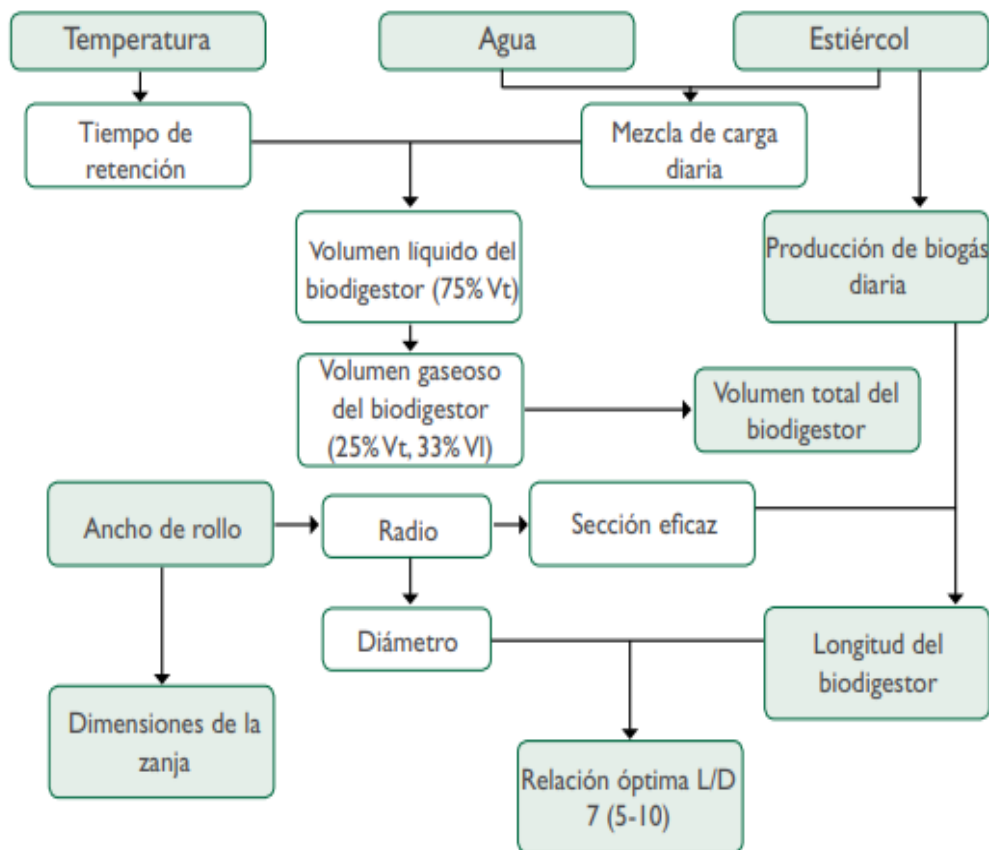 Temperatura
Agua
Estiércol
Tiempo de
retención
Mezcla de carga
diaria
Volumen líquido del
biodigestor (75% Vt)
Producción de biogás
diaria
Volumen gaseoso
del biodigestor
(25% Vt, 33% Vl)
Volumen total del
biodigestor
Ancho de rollo
Radio
Sección eficaz
Diámetro
Longitud del
biodigestor
Dimensiones de la
zanja
Relación óptima L/D
7 (5-10)